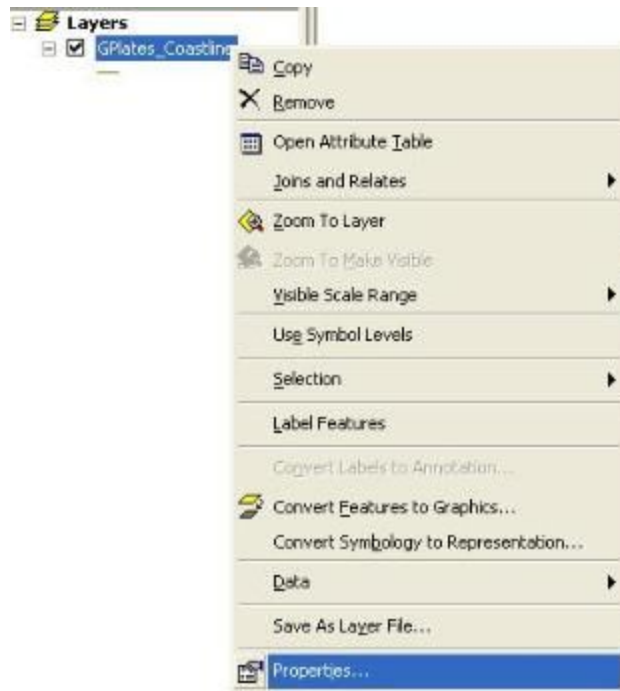 Layers
GPlates_Coastline
Copy
Remove
Open Attribute Table
Joins and Relates
Zoom To Layer
Zoom To Make Visible
Visible Scale Range
Use Symbol Levels
Selection
Label Features
Convert Labels to Annotation...
Convert Features to Graphics...
Convert Symbology to Representation...
Data
Save As Layer File...
Properties...